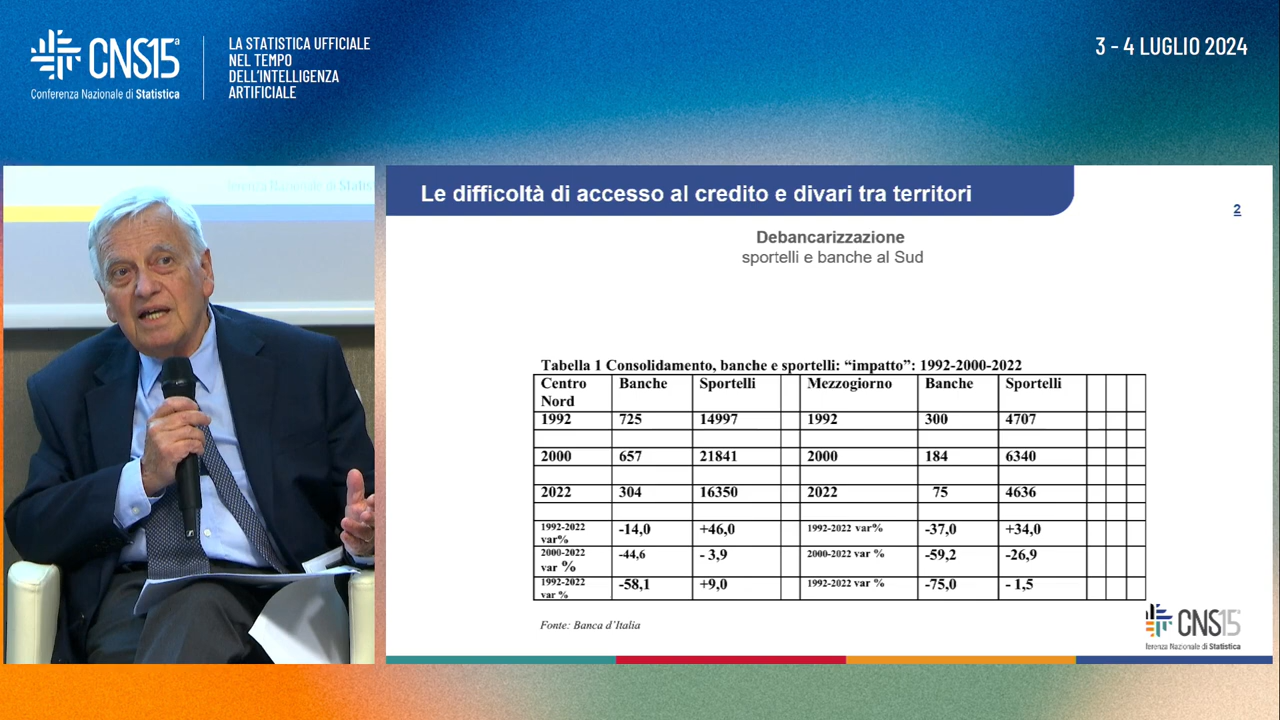 CNS15ª
Conferenza Nazionale di Statistica
LA STATISTICA UFFICIALE
NEL TEMPO
DELL'INTELLIGENZA
ARTIFICIALE
3 - 4 LUGLIO 2024
ferenza Nazionale di Statis
Le difficoltà di accesso al credito e divari tra territori
2
Debancarizzazione
sportelli e banche al Sud
Tabella 1 Consolidamento, banche e sportelli: “impatto”: 1992-2000-2022
Centro Nord Banche Sportelli Mezzogiorno Banche Sportelli
1992 725 14997 1992 300 4707
2000 657 21841 2000 184 6340
2022 304 16350 2022 75 4636
1992-2022 var% -14,0 +46,0 1992-2022 var% -37,0 +34,0
2000-2022 var % -44,6 - 3,9 2000-2022 var % -59,2 -26,9
1992-2022 var % -58,1 +9,0 1992-2022 var % -75,0 - 1,5
Fonte: Banca d’Italia
CNS15
ferenza Nazionale di Statistica